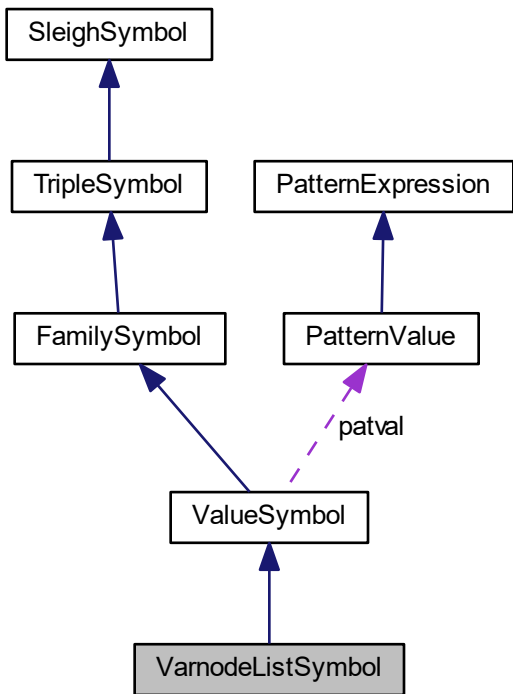 SleighSymbol
TripleSymbol
PatternExpression
FamilySymbol
PatternValue
patval
ValueSymbol
VarnodeListSymbol